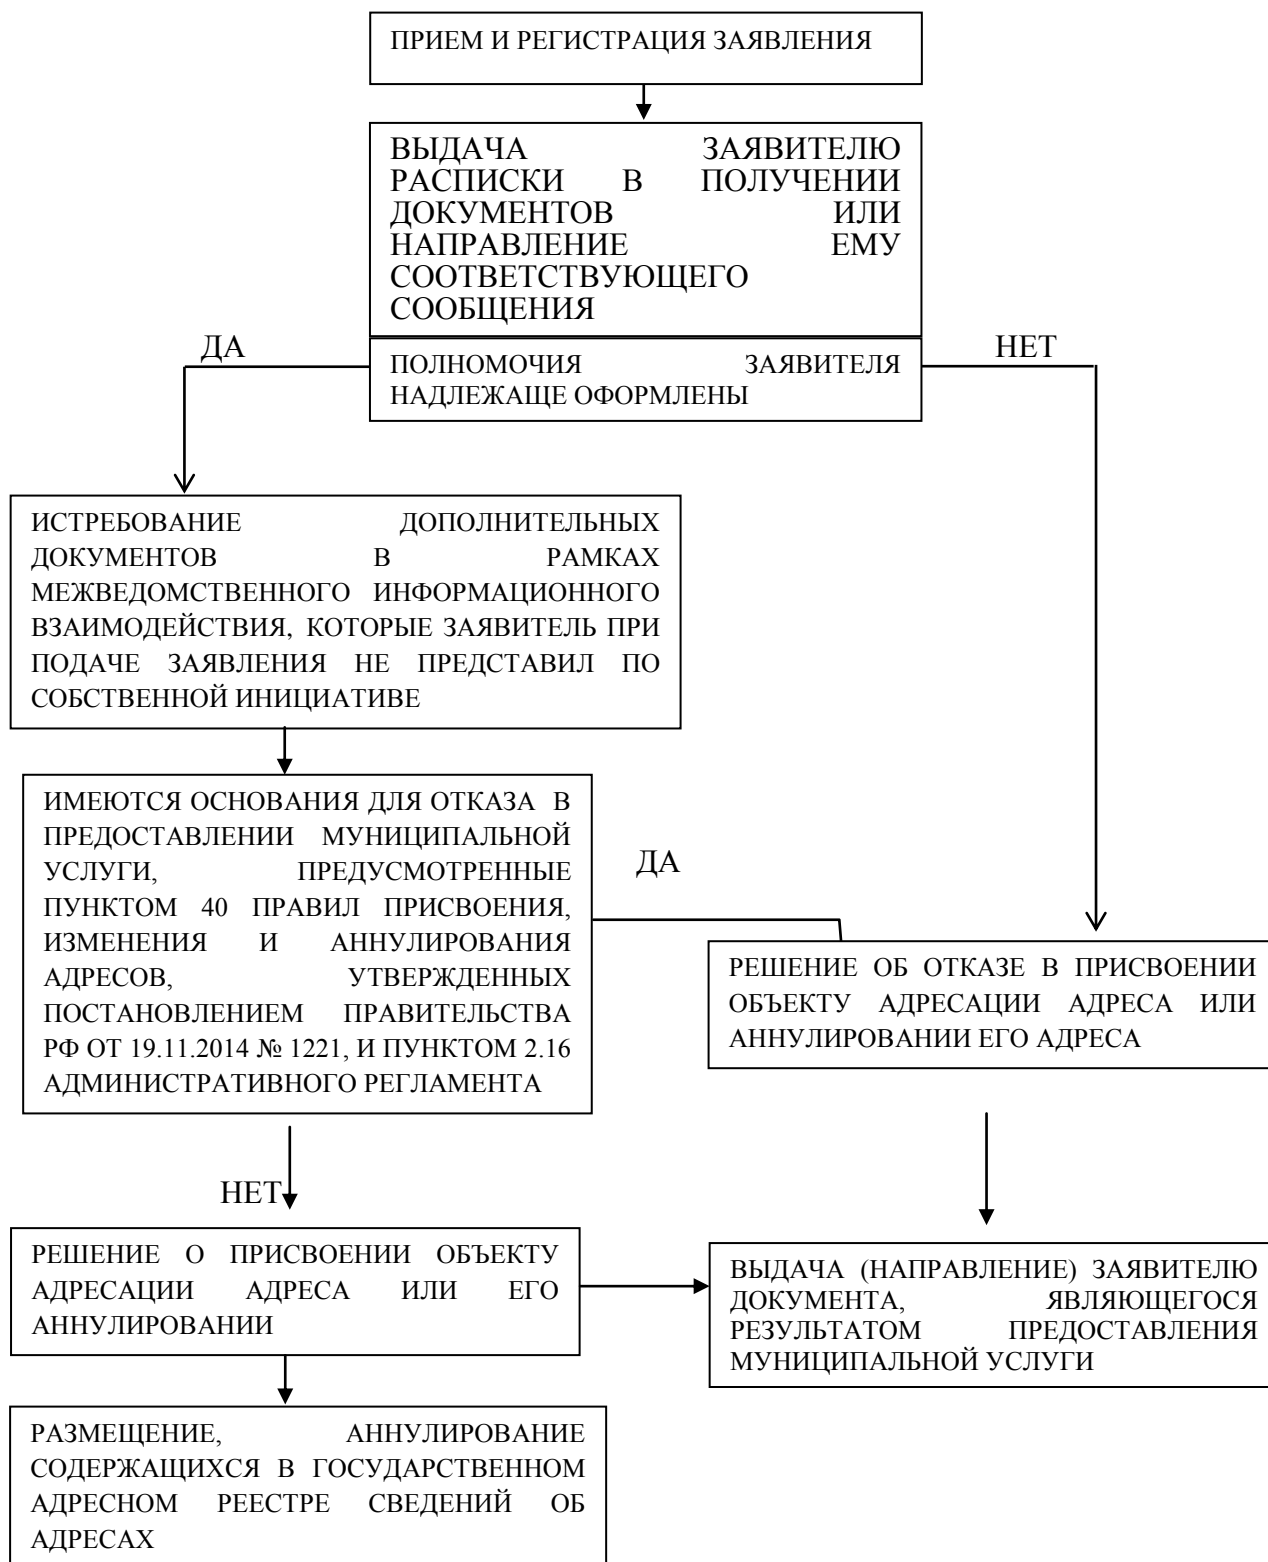 ПРИЕМ И РЕГИСТРАЦИЯ ЗАЯВЛЕНИЯ
ВЫДАЧА ЗАЯВИТЕЛЮ
РАСПИСКИ В ПОЛУЧЕНИИ
ДОКУМЕНТОВ ИЛИ
НАПРАВЛЕНИЕ ЕМУ
СООТВЕТСТВУЮЩЕГО
СООБЩЕНИЯ
ДА
НЕТ
ПОЛНОМОЧИЯ ЗАЯВИТЕЛЯ
НАДЛЕЖАЩЕ ОФОРМЛЕНЫ
ИСТРЕБОВАНИЕ ДОПОЛНИТЕЛЬНЫХ
ДОКУМЕНТОВ В РАМКАХ
МЕЖВЕДОМСТВЕННОГО ИНФОРМАЦИОННОГО
ВЗАИМОДЕЙСТВИЯ, КОТОРЫЕ ЗАЯВИТЕЛЬ ПРИ
ПОДАЧЕ ЗАЯВЛЕНИЯ НЕ ПРЕДСТАВИЛ ПО
СОБСТВЕННОЙ ИНИЦИАТИВЕ
ИМЕЮТСЯ ОСНОВАНИЯ ДЛЯ ОТКАЗА В
ПРЕДОСТАВЛЕНИИ МУНИЦИПАЛЬНОЙ
УСЛУГИ, ПРЕДУСМОТРЕННЫЕ
ПУНКТОМ 40 ПРАВИЛ ПРИСВОЕНИЯ,
ИЗМЕНЕНИЯ И АННУЛИРОВАНИЯ
АДРЕСОВ, УТВЕРЖДЕННЫХ
ПОСТАНОВЛЕНИЕМ ПРАВИТЕЛЬСТВА
РФ ОТ 19.11.2014 № 1221, И ПУНКТОМ 2.16
АДМИНИСТРАТИВНОГО РЕГЛАМЕНТА
ДА
РЕШЕНИЕ ОБ ОТКАЗЕ В ПРИСВОЕНИИ
ОБЪЕКТУ АДРЕСАЦИИ АДРЕСА ИЛИ
АННУЛИРОВАНИИ ЕГО АДРЕСА
НЕТ
РЕШЕНИЕ О ПРИСВОЕНИИ ОБЪЕКТУ
АДРЕСАЦИИ АДРЕСА ИЛИ ЕГО
АННУЛИРОВАНИИ
ВЫДАЧА (НАПРАВЛЕНИЕ) ЗАЯВИТЕЛЮ
ДОКУМЕНТА, ЯВЛЯЮЩЕГОСЯ
РЕЗУЛЬТАТОМ ПРЕДОСТАВЛЕНИЯ
МУНИЦИПАЛЬНОЙ УСЛУГИ
РАЗМЕЩЕНИЕ, АННУЛИРОВАНИЕ
СОДЕРЖАЩИХСЯ В ГОСУДАРСТВЕННОМ
АДРЕСНОМ РЕЕСТРЕ СВЕДЕНИЙ ОБ
АДРЕСАХ